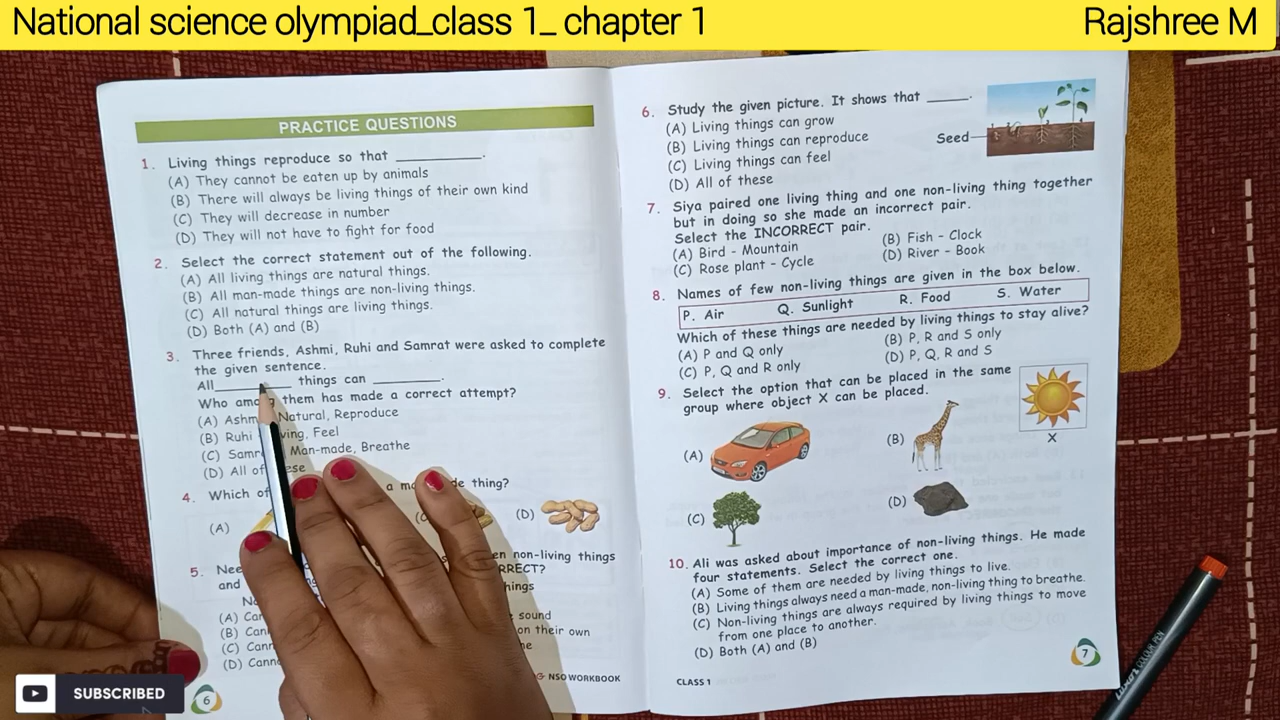 National science olympiad_class 1_ chapter 1
Rajshree M
PRACTICE QUESTIONS
1. Living things reproduce so that ________.
(A) They cannot be eaten up by animals
(B) There will always be living things of their own kind
(C) They will decrease in number
(D) They will not have to fight for food
2. Select the correct statement out of the following.
(A) All living things are natural things.
(B) All man-made things are non-living things.
(C) All natural things are living things.
(D) Both (A) and (B)
3. Three friends, Ashmi, Ruhi and Samrat were asked to complete
the given sentence.
All ________ things can ________.
Who among them has made a correct attempt?
(A) Ashm Natural, Reproduce
(B) Ruhi ving, Feel
(C) Samr Man-made, Breathe
(D) All of ese
4. Which of a ma de thing?
(A)
(D)
5. Nee en non-living things
and RRECT?
hings
(A) Can sound
(B) Cann on their own
(C) Cann ne
(D) Canno
NSO WORKBOOK
6
SUBSCRIBED
6. Study the given picture. It shows that _____.
(A) Living things can grow
(B) Living things can reproduce
(C) Living things can feel
(D) All of these
Seed
7. Siya paired one living thing and one non-living thing together
but in doing so she made an incorrect pair.
Select the INCORRECT pair.
(A) Bird - Mountain (B) Fish - Clock
(C) Rose plant - Cycle (D) River - Book
8. Names of few non-living things are given in the box below.
P. Air Q. Sunlight R. Food S. Water
Which of these things are needed by living things to stay alive?
(A) P and Q only (B) P, R and S only
(C) P, Q and R only (D) P, Q, R and S
9. Select the option that can be placed in the same
group where object X can be placed.
X
(A) (B)
(C) (D)
10. Ali was asked about importance of non-living things. He made
four statements. Select the correct one.
(A) Some of them are needed by living things to live.
(B) Living things always need a man-made, non-living thing to breathe.
(C) Non-living things are always required by living things to move
from one place to another.
(D) Both (A) and (B)
CLASS 1
7